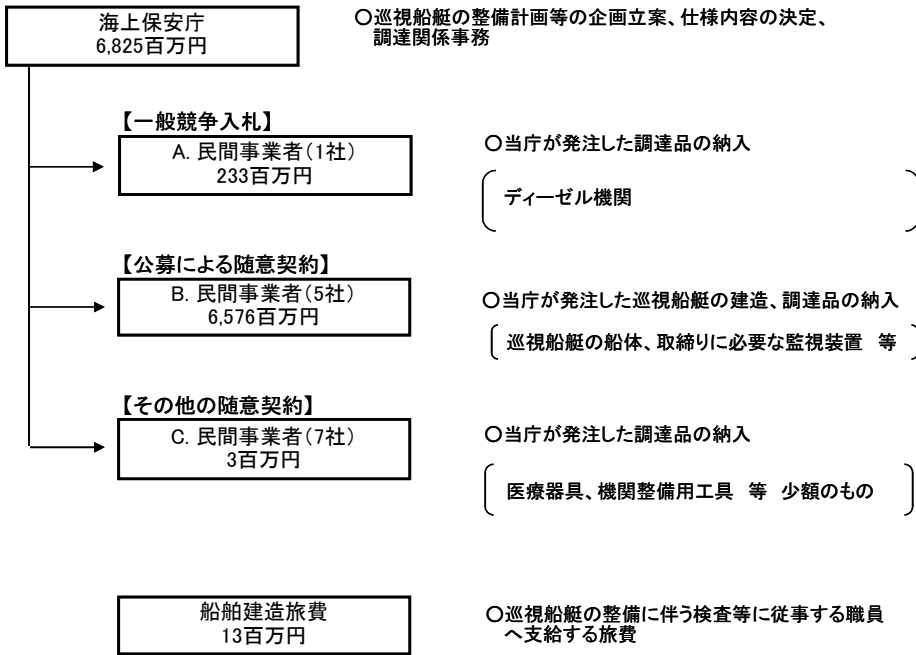 海上保安庁
6,825百万円
○巡視船艇の整備計画等の企画立案、仕様内容の決定、
調達関係事務
【一般競争入札】
A. 民間事業者(1社)
233百万円
○当庁が発注した調達品の納入
ディーゼル機関
【公募による随意契約】
B. 民間事業者(5社)
6,576百万円
○当庁が発注した巡視船艇の建造、調達品の納入
巡視船艇の船体、取締りに必要な監視装置 等
【その他の随意契約】
C. 民間事業者(7社)
3百万円
○当庁が発注した調達品の納入
医療器具、機関整備用工具 等 少額のもの
船舶建造旅費
13百万円
○巡視船艇の整備に伴う検査等に従事する職員
へ支給する旅費